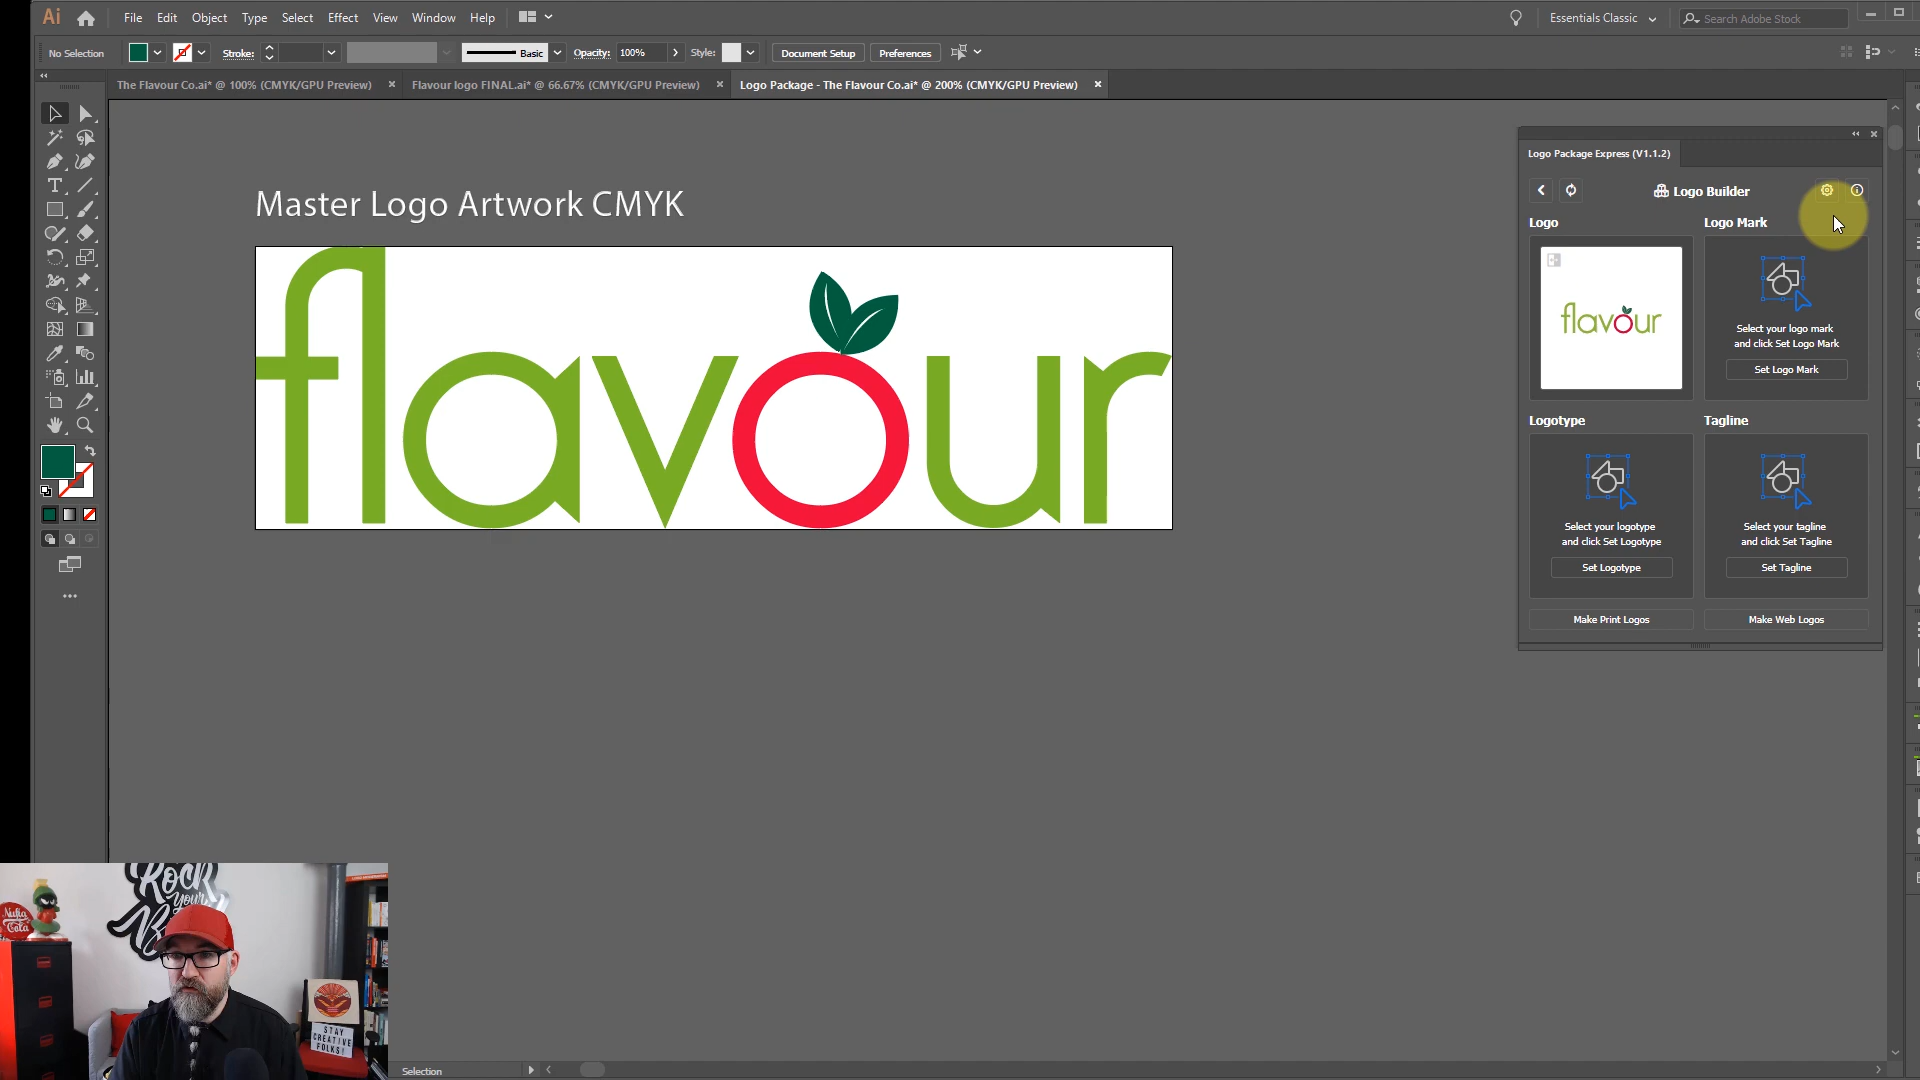 Ai File Edit Object Type Select Effect View Window Help Essentials Classic Search Adobe Stock
No Selection Stroke: Basic Opacity: 100% Style: Document Setup Preferences
The Flavour Co.ai* @ 100% (CMYK/GPU Preview) Flavour logo FINAL.ai* @ 66.67% (CMYK/GPU Preview) Logo Package - The Flavour Co.ai* @ 200% (CMYK/GPU Preview)
Master Logo Artwork CMYK
flavour
Logo Package Express (V1.1.2)
Logo Builder
Logo
Logo Mark
flavour
Select your logo mark
and click Set Logo Mark
Set Logo Mark
Logotype
Tagline
Select your logotype
and click Set Logotype
Set Logotype
Select your tagline
and click Set Tagline
Set Tagline
Make Print Logos
Make Web Logos
Rock
your
Nuka
Cola
STAY
CREATIVE
FOLKS!
Selection